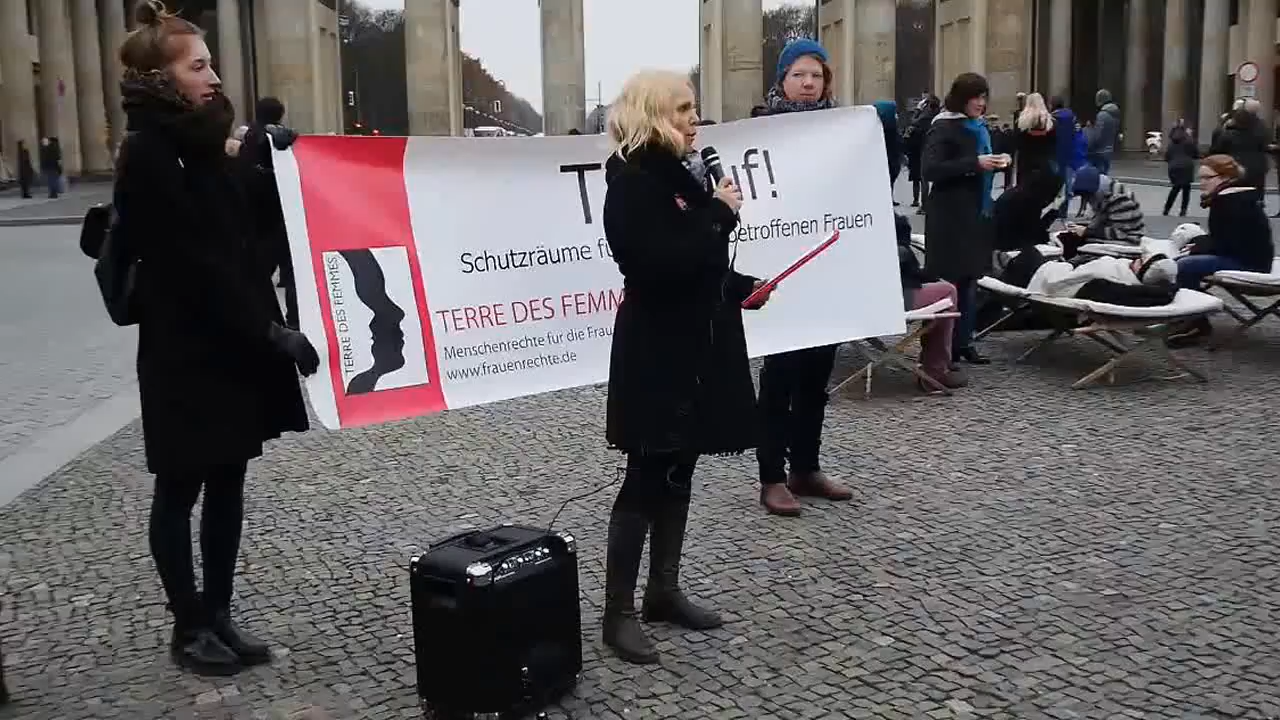 TERRE DES FEMMES
T uf!
Schutzräume fü etroffenen Frauen
TERRE DES FEMM
Menschenrechte für die Frau
www.frauenrechte.de